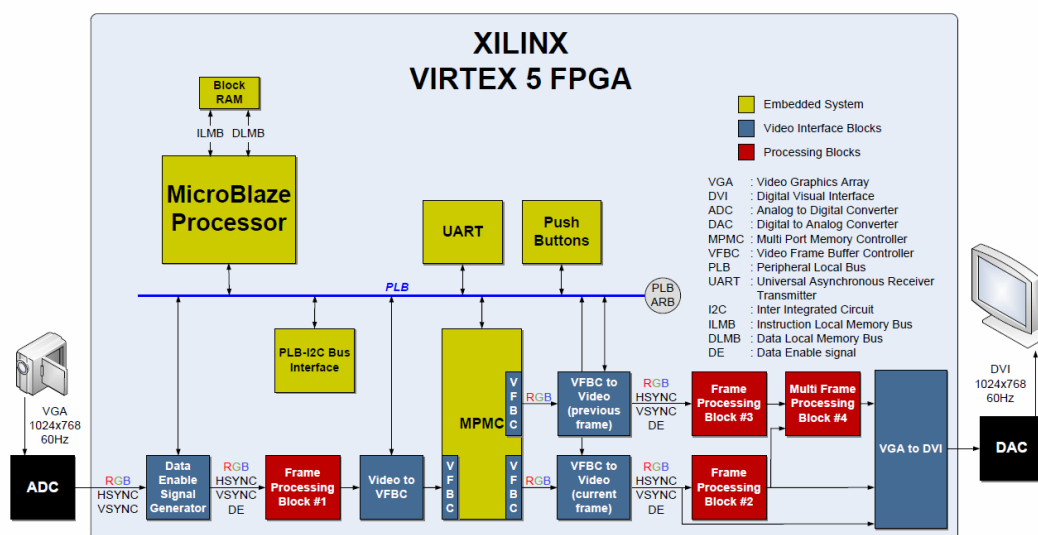 XILINX
VIRTEX 5 FPGA
Block
RAM
ILMB
DLMB
MicroBlaze
Processor
UART
Push
Buttons
Embedded System
Video Interface Blocks
Processing Blocks
VGA : Video Graphics Array
DVI : Digital Visual Interface
ADC : Analog to Digital Converter
DAC : Digital to Analog Converter
MPMC : Multi Port Memory Controller
VFBC : Video Frame Buffer Controller
PLB : Peripheral Local Bus
UART : Universal Asynchronous Receiver
Transmitter
I2C : Inter Integrated Circuit
ILMB : Instruction Local Memory Bus
DLMB : Data Local Memory Bus
DE : Data Enable signal
PLB
PLB
ARB
PLB-I2C Bus
Interface
MPMC
VFBC
VFBC
VFBC
RGB
VFBC to
Video
(previous
frame)
RGB
HSYNC
VSYNC
DE
Frame
Processing
Block #3
Multi Frame
Processing
Block #4
VGA to DVI
DVI
1024x768
60Hz
DAC
VGA
1024x768
60Hz
ADC
RGB
HSYNC
VSYNC
Data
Enable
Signal
Generator
RGB
HSYNC
VSYNC
DE
Frame
Processing
Block #1
Video to
VFBC
RGB
VFBC to
Video
(current
frame)
RGB
HSYNC
VSYNC
DE
Frame
Processing
Block #2